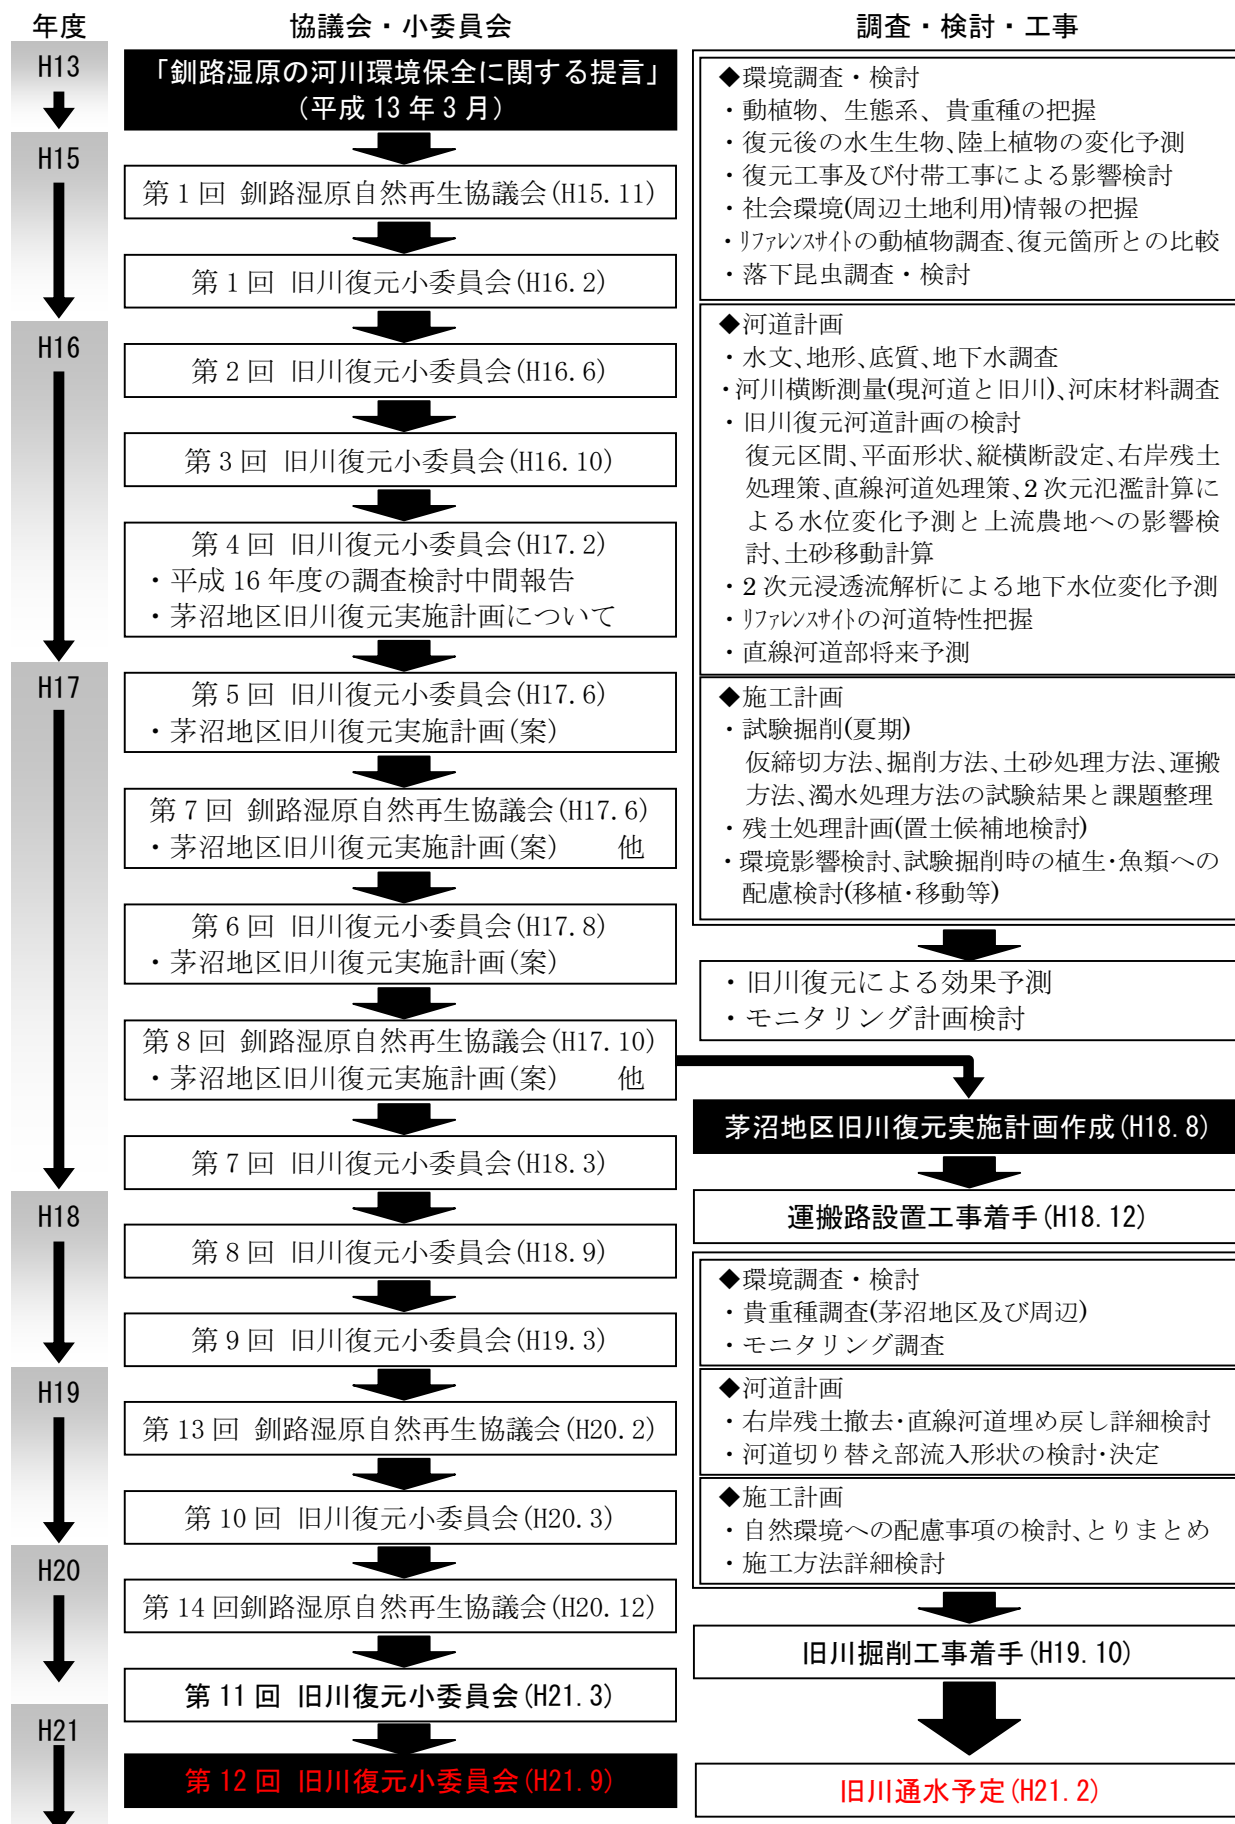 年度
協議会・小委員会
調査・検討・工事
H13
「釧路湿原の河川環境保全に関する提言」
(平成 13 年 3 月)
H15
第 1 回 釧路湿原自然再生協議会(H15.11)
第 1 回 旧川復元小委員会(H16.2)
H16
第 2 回 旧川復元小委員会(H16.6)
第 3 回 旧川復元小委員会(H16.10)
第 4 回 旧川復元小委員会(H17.2)
・平成 16 年度の調査検討中間報告
・茅沼地区旧川復元実施計画について
H17
第 5 回 旧川復元小委員会(H17.6)
・茅沼地区旧川復元実施計画(案)
第 7 回 釧路湿原自然再生協議会(H17.6)
・茅沼地区旧川復元実施計画(案) 他
第 6 回 旧川復元小委員会(H17.8)
・茅沼地区旧川復元実施計画(案)
第 8 回 釧路湿原自然再生協議会(H17.10)
・茅沼地区旧川復元実施計画(案) 他
第 7 回 旧川復元小委員会(H18.3)
H18
第 8 回 旧川復元小委員会(H18.9)
第 9 回 旧川復元小委員会(H19.3)
H19
第 13 回 釧路湿原自然再生協議会(H20.2)
第 10 回 旧川復元小委員会(H20.3)
H20
第 14 回釧路湿原自然再生協議会(H20.12)
第 11 回 旧川復元小委員会(H21.3)
H21
第 12 回 旧川復元小委員会(H21.9)
◆環境調査・検討
・動植物、生態系、貴重種の把握
・復元後の水生生物、陸上植物の変化予測
・復元工事及び付帯工事による影響検討
・社会環境(周辺土地利用)情報の把握
・ﾘﾌｧﾚﾝｽｻｲﾄの動植物調査、復元箇所との比較
・落下昆虫調査・検討
◆河道計画
・水文、地形、底質、地下水調査
・河川横断測量(現河道と旧川)、河床材料調査
・旧川復元河道計画の検討
復元区間、平面形状、縦横断設定、右岸残土
処理策、直線河道処理策、2 次元氾濫計算に
よる水位変化予測と上流農地への影響検
討、土砂移動計算
・2 次元浸透流解析による地下水位変化予測
・ﾘﾌｧﾚﾝｽｻｲﾄの河道特性把握
・直線河道部将来予測
◆施工計画
・試験掘削(夏期)
仮締切方法、掘削方法、土砂処理方法、運搬
方法、濁水処理方法の試験結果と課題整理
・残土処理計画(置土候補地検討)
・環境影響検討、試験掘削時の植生・魚類への
配慮検討(移植・移動等)
・旧川復元による効果予測
・モニタリング計画検討
茅沼地区旧川復元実施計画作成(H18.8)
運搬路設置工事着手(H18.12)
◆環境調査・検討
・貴重種調査(茅沼地区及び周辺)
・モニタリング調査
◆河道計画
・右岸残土撤去・直線河道埋め戻し詳細検討
・河道切り替え部流入形状の検討・決定
◆施工計画
・自然環境への配慮事項の検討、とりまとめ
・施工方法詳細検討
旧川掘削工事着手(H19.10)
旧川通水予定(H21.2)